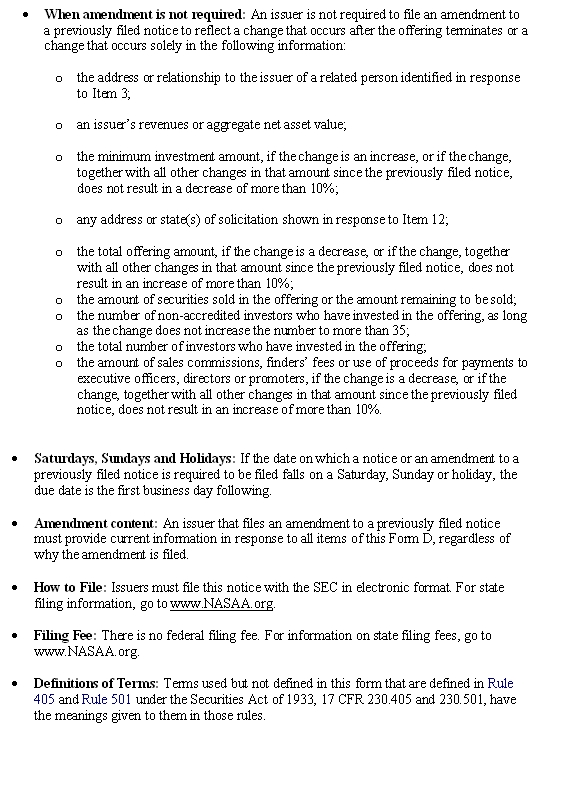 • When amendment is not required: An issuer is not required to file an amendment to
a previously filed notice to reflect a change that occurs after the offering terminates or a
change that occurs solely in the following information:
o the address or relationship to the issuer of a related person identified in response
to Item 3;
o an issuer's revenues or aggregate net asset value;
o the minimum investment amount, if the change is an increase, or if the change,
together with all other changes in that amount since the previously filed notice,
does not result in a decrease of more than 10%;
o any address or state(s) of solicitation shown in response to Item 12;
o the total offering amount, if the change is a decrease, or if the change, together
with all other changes in that amount since the previously filed notice, does not
result in an increase of more than 10%;
o the amount of securities sold in the offering or the amount remaining to be sold;
o the number of non-accredited investors who have invested in the offering, as long
as the change does not increase the number to more than 35;
o the total number of investors who have invested in the offering;
o the amount of sales commissions, finders' fees or use of proceeds for payments to
executive officers, directors or promoters, if the change is a decrease, or if the
change, together with all other changes in that amount since the previously filed
notice, does not result in an increase of more than 10%.
• Saturdays, Sundays and Holidays: If the date on which a notice or an amendment to a
previously filed notice is required to be filed falls on a Saturday, Sunday or holiday, the
due date is the first business day following.
• Amendment content: An issuer that files an amendment to a previously filed notice
must provide current information in response to all items of this Form D, regardless of
why the amendment is filed.
• How to File: Issuers must file this notice with the SEC in electronic format. For state
filing information, go to www.NASAA.org.
• Filing Fee: There is no federal filing fee. For information on state filing fees, go to
www.NASAA.org.
• Definitions of Terms: Terms used but not defined in this form that are defined in Rule
405 and Rule 501 under the Securities Act of 1933, 17 CFR 230.405 and 230.501, have
the meanings given to them in those rules.